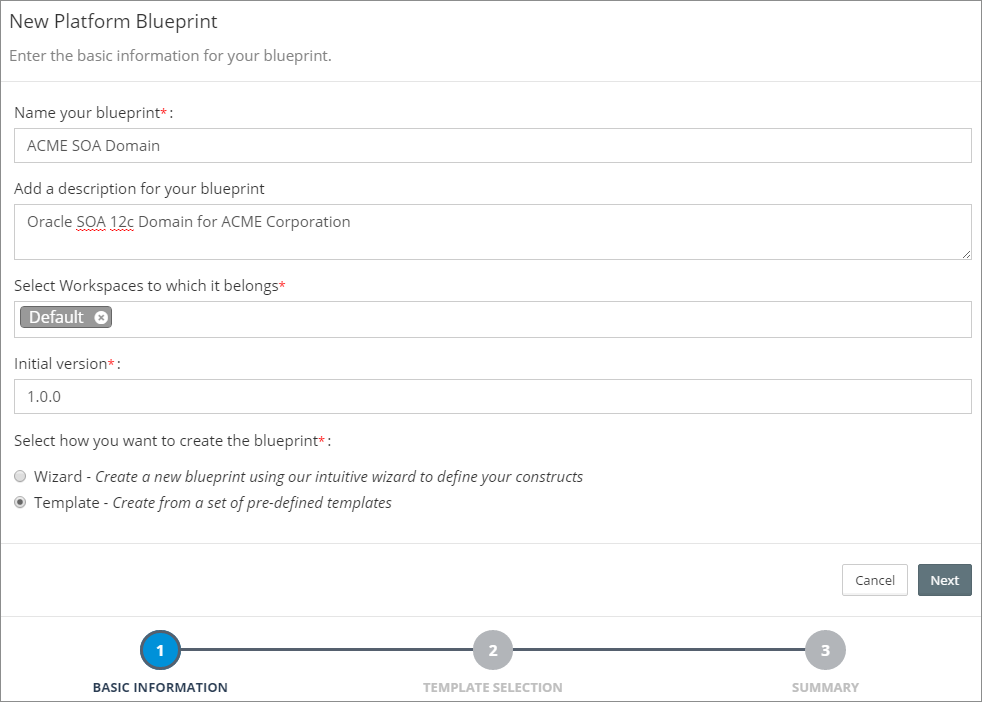 New Platform Blueprint
Enter the basic information for your blueprint.
Name your blueprint*:
ACME SOA Domain
Add a description for your blueprint
Oracle SOA 12c Domain for ACME Corporation
Select Workspaces to which it belongs*
Default
Initial version*:
1.0.0
Select how you want to create the blueprint*:
Wizard - Create a new blueprint using our intuitive wizard to define your constructs
Template - Create from a set of pre-defined templates
Cancel Next
1 2 3
BASIC INFORMATION TEMPLATE SELECTION SUMMARY